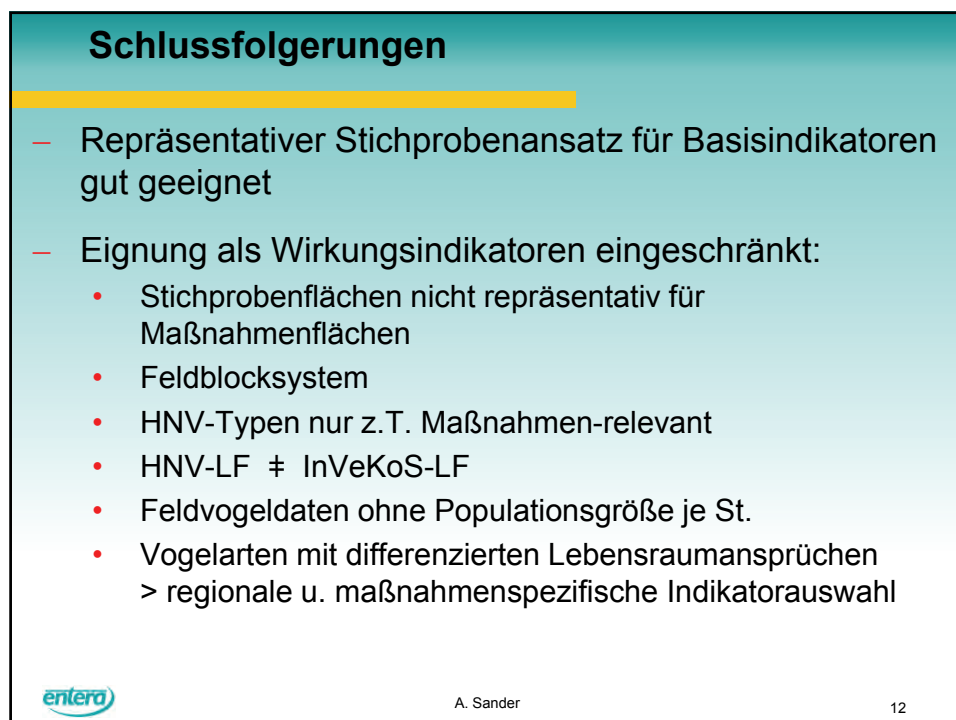 Schlussfolgerungen
– Repräsentativer Stichprobenansatz für Basisindikatoren
gut geeignet
– Eignung als Wirkungsindikatoren eingeschränkt:
• Stichprobenflächen nicht repräsentativ für
Maßnahmenflächen
• Feldblocksystem
• HNV-Typen nur z.T. Maßnahmen-relevant
• HNV-LF ‡ InVeKoS-LF
• Feldvogeldaten ohne Populationsgröße je St.
• Vogelarten mit differenzierten Lebensraumansprüchen
> regionale u. maßnahmenspezifische Indikatorauswahl
entera
A. Sander
12